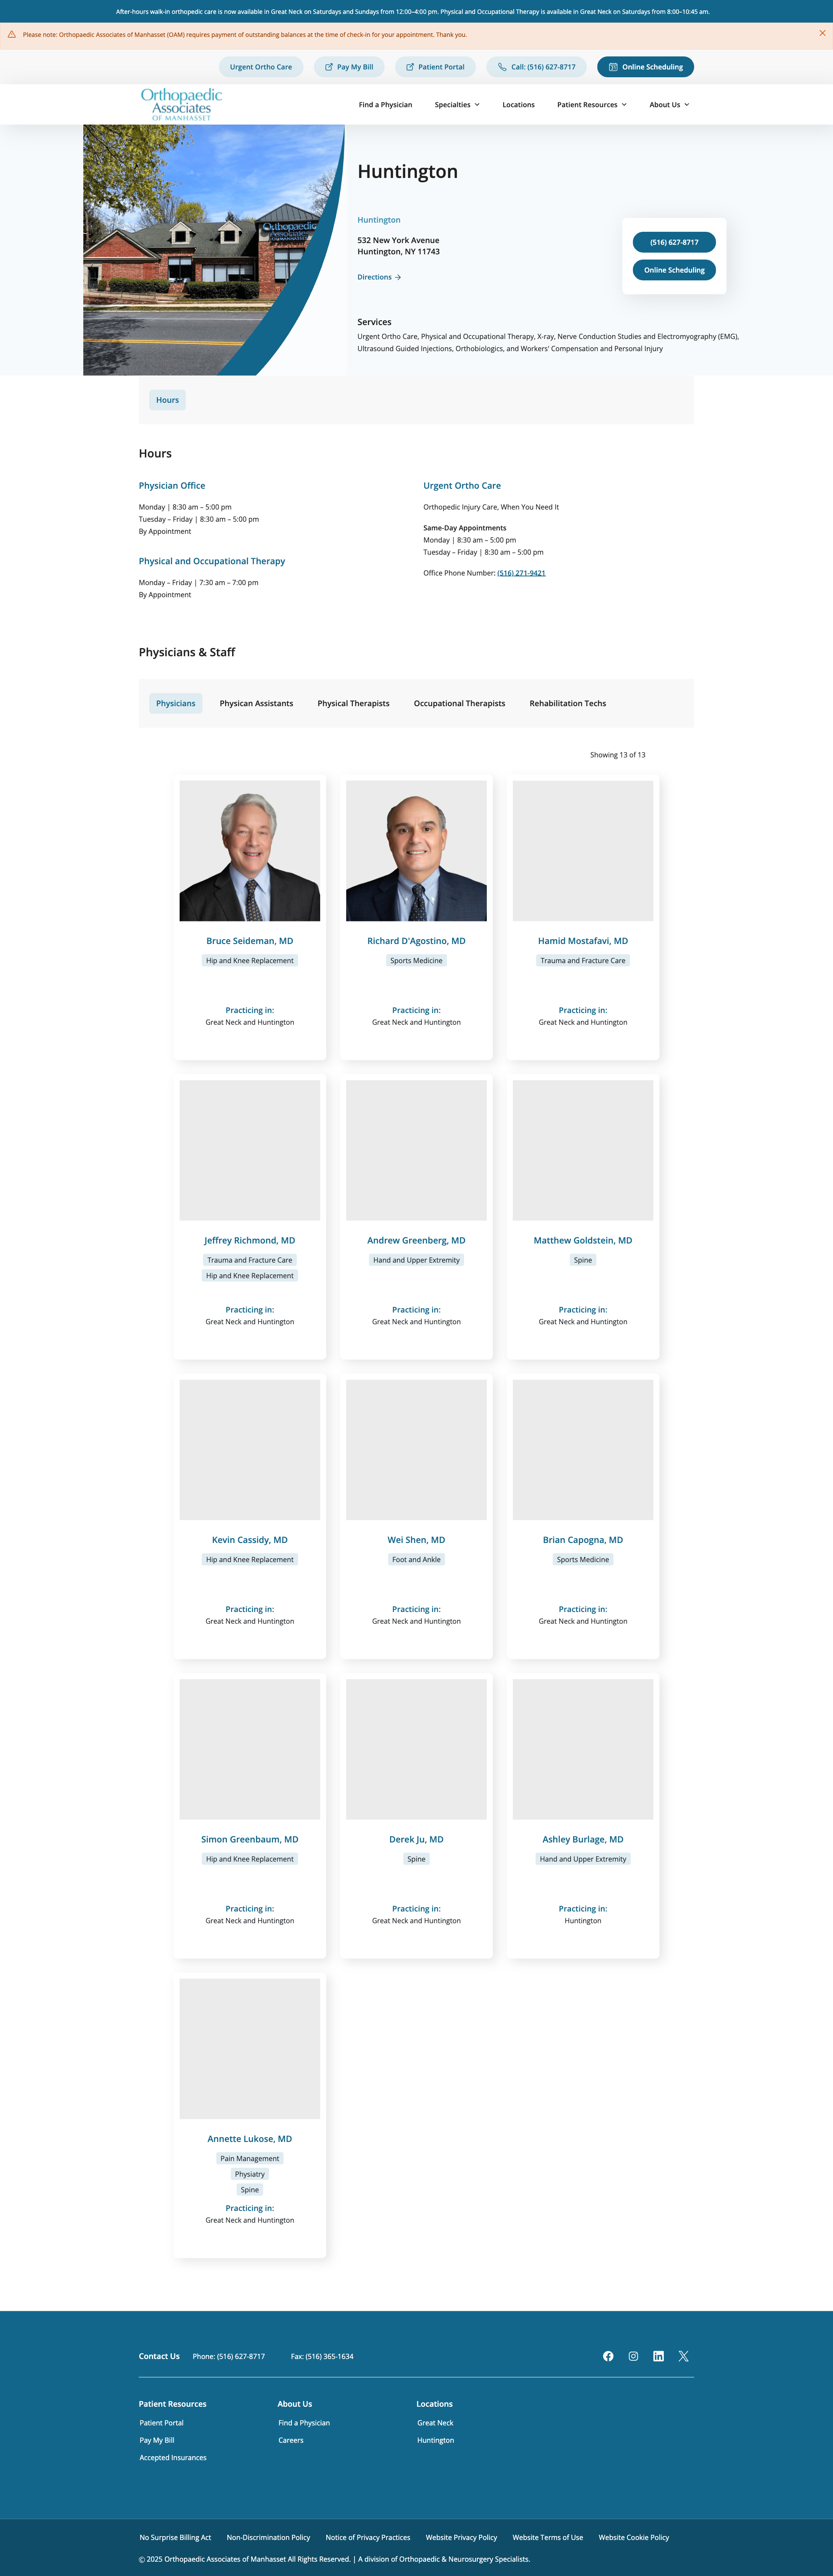 After-hours walk-in orthopedic care is now available in Great Neck on Saturdays and Sundays from 12:00–4:00 pm. Physical and Occupational Therapy is available in Great Neck on Saturdays from 8:00–10:45 am.
Please note: Orthopaedic Associates of Manhasset (OAM) requires payment of outstanding balances at the time of check-in for your appointment. Thank you.
Urgent Ortho Care
Pay My Bill
Patient Portal
Call: (516) 627-8717
Online Scheduling
Orthopaedic
Associates
OF MANHASSET
Find a Physician
Specialties
Locations
Patient Resources
About Us
Orthopaedic
Associates
Huntington
Huntington
532 New York Avenue
Huntington, NY 11743
Directions →
(516) 627-8717
Online Scheduling
Services
Urgent Ortho Care, Physical and Occupational Therapy, X-ray, Nerve Conduction Studies and Electromyography (EMG),
Ultrasound Guided Injections, Orthobiologics, and Workers' Compensation and Personal Injury
Hours
Hours
Physician Office
Monday | 8:30 am – 5:00 pm
Tuesday – Friday | 8:30 am – 5:00 pm
By Appointment
Physical and Occupational Therapy
Monday – Friday | 7:30 am – 7:00 pm
By Appointment
Urgent Ortho Care
Orthopedic Injury Care, When You Need It
Same-Day Appointments
Monday | 8:30 am – 5:00 pm
Tuesday – Friday | 8:30 am – 5:00 pm
Office Phone Number: (516) 271-9421
Physicians & Staff
Physicians
Physican Assistants
Physical Therapists
Occupational Therapists
Rehabilitation Techs
Showing 13 of 13
Bruce Seideman, MD
Hip and Knee Replacement
Practicing in:
Great Neck and Huntington
Richard D'Agostino, MD
Sports Medicine
Practicing in:
Great Neck and Huntington
Hamid Mostafavi, MD
Trauma and Fracture Care
Practicing in:
Great Neck and Huntington
Jeffrey Richmond, MD
Trauma and Fracture Care
Hip and Knee Replacement
Practicing in:
Great Neck and Huntington
Andrew Greenberg, MD
Hand and Upper Extremity
Practicing in:
Great Neck and Huntington
Matthew Goldstein, MD
Spine
Practicing in:
Great Neck and Huntington
Kevin Cassidy, MD
Hip and Knee Replacement
Practicing in:
Great Neck and Huntington
Wei Shen, MD
Foot and Ankle
Practicing in:
Great Neck and Huntington
Brian Capogna, MD
Sports Medicine
Practicing in:
Great Neck and Huntington
Simon Greenbaum, MD
Hip and Knee Replacement
Practicing in:
Great Neck and Huntington
Derek Ju, MD
Spine
Practicing in:
Great Neck and Huntington
Ashley Burlage, MD
Hand and Upper Extremity
Practicing in:
Huntington
Annette Lukose, MD
Pain Management
Physiatry
Spine
Practicing in:
Great Neck and Huntington
Contact Us
Phone: (516) 627-8717
Fax: (516) 365-1634
Patient Resources
Patient Portal
Pay My Bill
Accepted Insurances
About Us
Find a Physician
Careers
Locations
Great Neck
Huntington
No Surprise Billing Act
Non-Discrimination Policy
Notice of Privacy Practices
Website Privacy Policy
Website Terms of Use
Website Cookie Policy
© 2025 Orthopaedic Associates of Manhasset All Rights Reserved. | A division of Orthopaedic & Neurosurgery Specialists.